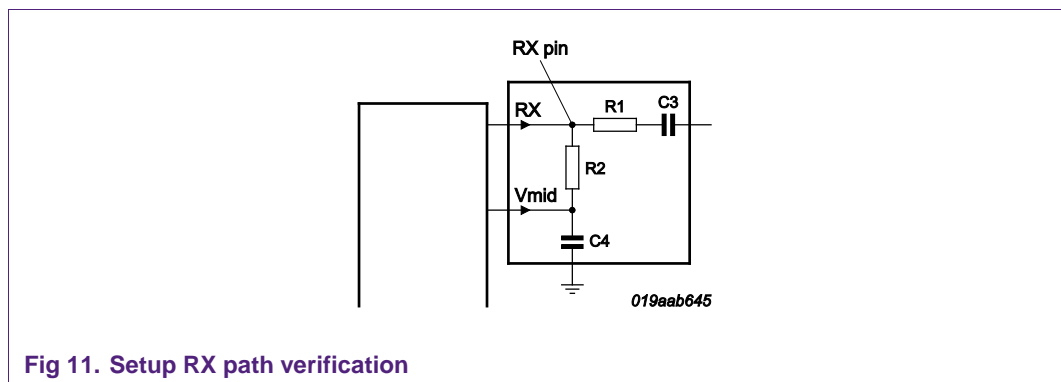 RX pin
RX
R1
C3
R2
Vmid
C4
019aab645
Fig 11. Setup RX path verification